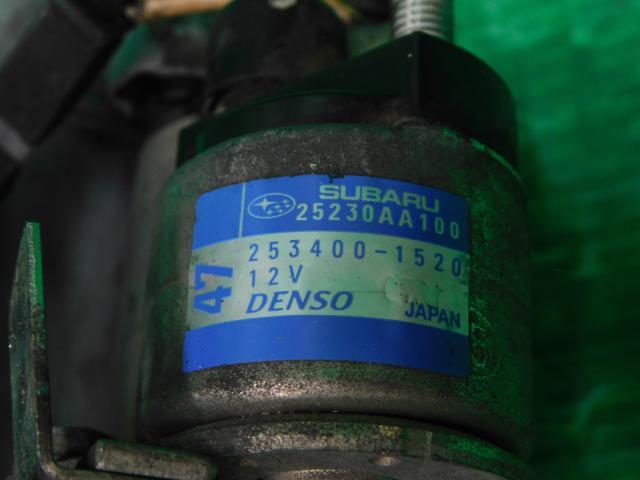 SUBARU
25230AA100
253400-1520
12V
47
DENSO
JAPAN